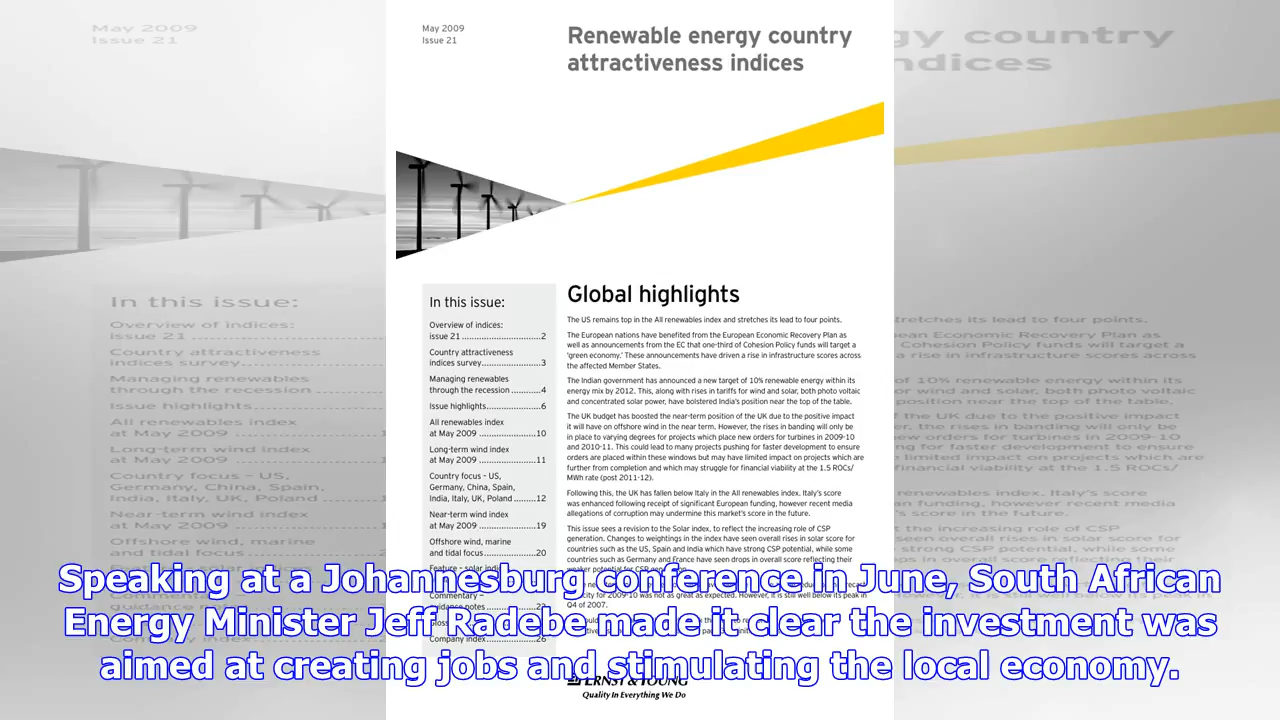 May 2009
Issue 21
Renewable energy country
attractiveness indices
In this issue:
Overview of indices:
issue 21 ........................2
Country attractiveness
indices survey...............3
Managing renewables
through the recession ....4
Issue highlights..............6
All renewables index
at May 2009 ................10
Long-term wind index
at May 2009 ................11
Country focus - US,
Germany, China, Spain,
India, Italy, UK, Poland .......12
Near-term wind index
at May 2009 .................19
Offshore wind, marine
and tidal focus..............20
Global highlights
The US remains top in the All renewables index and stretches its lead to four points.
The European nations have benefited from the European Economic Recovery Plan as
well as announcements from the EC that one-third of Cohesion Policy funds will target a
'green economy.' These announcements have driven a rise in infrastructure scores across
the affected Member States.
The Indian government has announced a new target of 10% renewable energy within its
energy mix by 2012. This, along with rises in tariffs for wind and solar, both photo voltaic
and concentrated solar power, have bolstered India's position near the top of the table.
The UK budget has boosted the near-term position of the UK due to the positive impact
it will have on offshore wind in the near term. However, the rises in banding will only be
in place to varying degrees for projects which place new orders for turbines in 2009-10
and 2010-11. This could lead to many projects pushing for faster development to ensure
orders are placed within these windows but may have limited impact on projects which are
further from completion and which may struggle for financial viability at the 1.5 ROCs/
MWh rate (post 2011-12).
Following this, the UK has fallen below Italy in the All renewables index. Italy's score
was enhanced following receipt of significant European funding, however recent media
allegations of corruption may undermine this market's score in the future.
This issue sees a revision to the Solar index, to reflect the increasing role of CSP
generation. Changes to weightings in the index have seen overall rises in solar score for
countries such as the US, Spain and India which have strong CSP potential, while some
countries such as Germany and France have seen drops in overall score reflecting their
Q4 of 2007.
Speaking at a Johannesburg conference in June, South African
Energy Minister Jeff Radebe made it clear the investment was
aimed at creating jobs and stimulating the local economy.
ERNST & YOUNG
Quality In Everything We Do